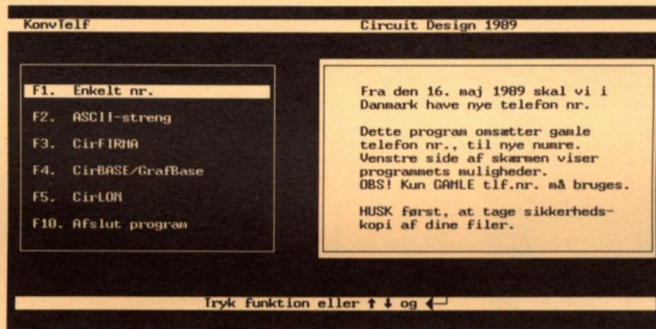 KonvTelf Circuit Design 1989
F1. Enkelt nr.
F2. ASCII-streng
F3. CirFIRMA
F4. CirBASE/GrafBase
F5. CirLØN
F10. Afslut program
Fra den 16. maj 1989 skal vi i
Danmark have nye telefon nr.
Dette program omsætter gamle
telefon nr., til nye numre.
Venstre side af skærmen viser
programmets muligheder.
OBS! Kun GAMLE tlf.nr. må bruges.
HUSK først, at tage sikkerheds-
kopi af dine filer.
Tryk funktion eller ↑ ↓ og ↵